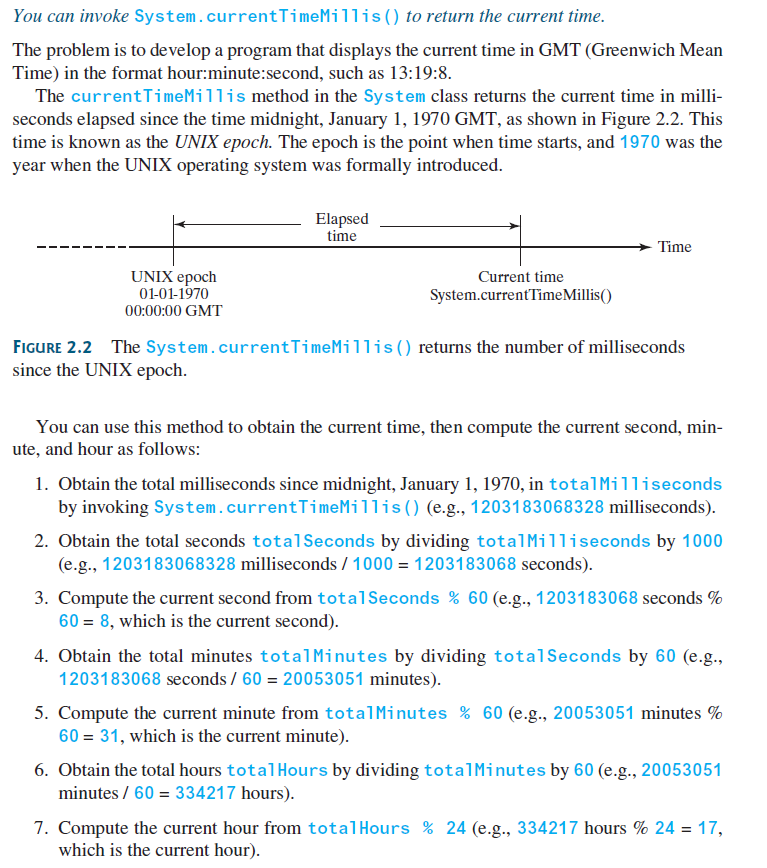 You can invoke System.currentTimeMillis() to return the current time.
The problem is to develop a program that displays the current time in GMT (Greenwich Mean
Time) in the format hour:minute:second, such as 13:19:8.
The currentTimeMillis method in the System class returns the current time in milli-
seconds elapsed since the time midnight, January 1, 1970 GMT, as shown in Figure 2.2. This
time is known as the UNIX epoch. The epoch is the point when time starts, and 1970 was the
year when the UNIX operating system was formally introduced.
Elapsed
time
Time
UNIX epoch
01-01-1970
00:00:00 GMT
Current time
System.currentTimeMillis()
FIGURE 2.2 The System.currentTimeMillis() returns the number of milliseconds
since the UNIX epoch.
You can use this method to obtain the current time, then compute the current second, min-
ute, and hour as follows:
1. Obtain the total milliseconds since midnight, January 1, 1970, in totalMilliseconds
by invoking System.currentTimeMillis() (e.g., 1203183068328 milliseconds).
2. Obtain the total seconds totalSeconds by dividing totalMilliseconds by 1000
(e.g., 1203183068328 milliseconds / 1000 = 1203183068 seconds).
3. Compute the current second from totalSeconds % 60 (e.g., 1203183068 seconds %
60 = 8, which is the current second).
4. Obtain the total minutes totalMinutes by dividing totalSeconds by 60 (e.g.,
1203183068 seconds / 60 = 20053051 minutes).
5. Compute the current minute from totalMinutes % 60 (e.g., 20053051 minutes %
60 = 31, which is the current minute).
6. Obtain the total hours totalHours by dividing totalMinutes by 60 (e.g., 20053051
minutes / 60 = 334217 hours).
7. Compute the current hour from totalHours % 24 (e.g., 334217 hours % 24 = 17,
which is the current hour).